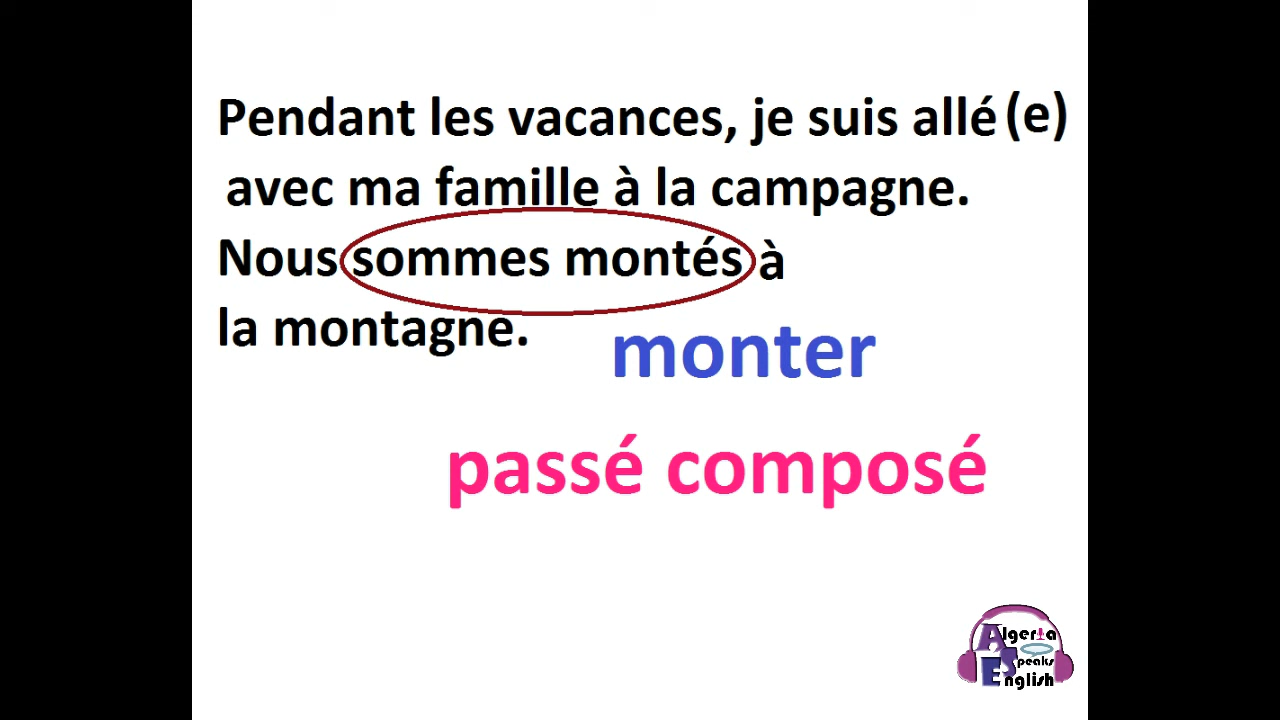 Pendant les vacances, je suis allé(e)
avec ma famille à la campagne.
Nous sommes montés à
la montagne.
monter
passé composé
Algeria
Speaks
English